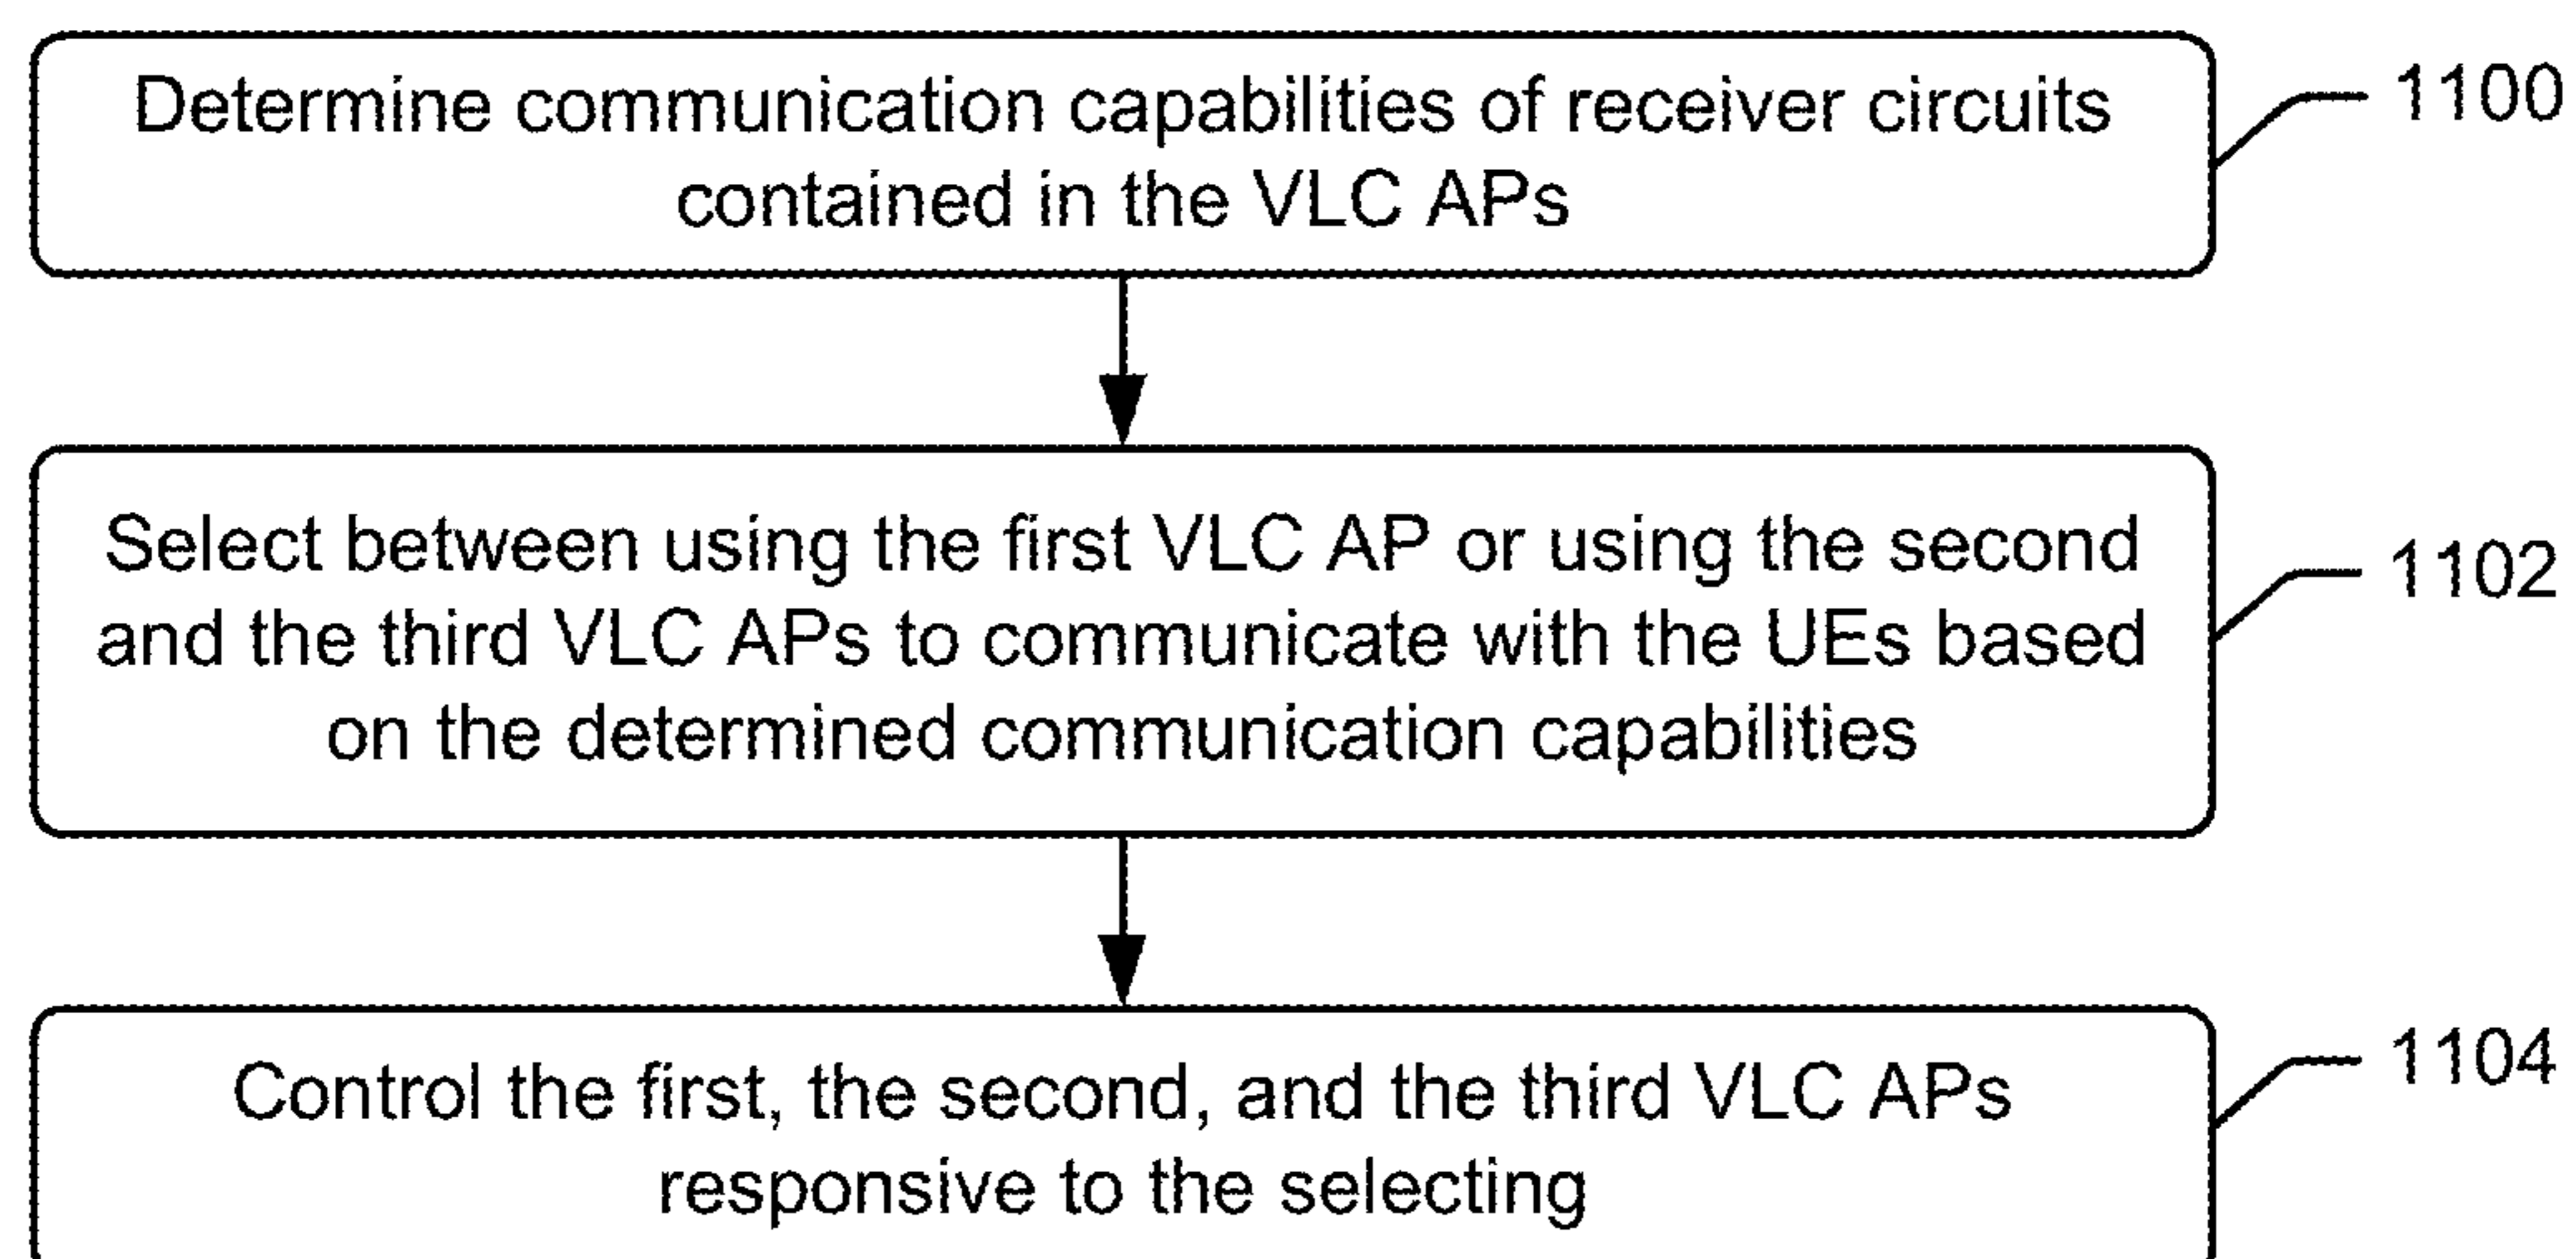 Determine communication capabilities of receiver circuits
contained in the VLC APs
1100
Select between using the first VLC AP or using the second
and the third VLC APs to communicate with the UEs based
on the determined communication capabilities
1102
Control the first, the second, and the third VLC APs
responsive to the selecting
1104